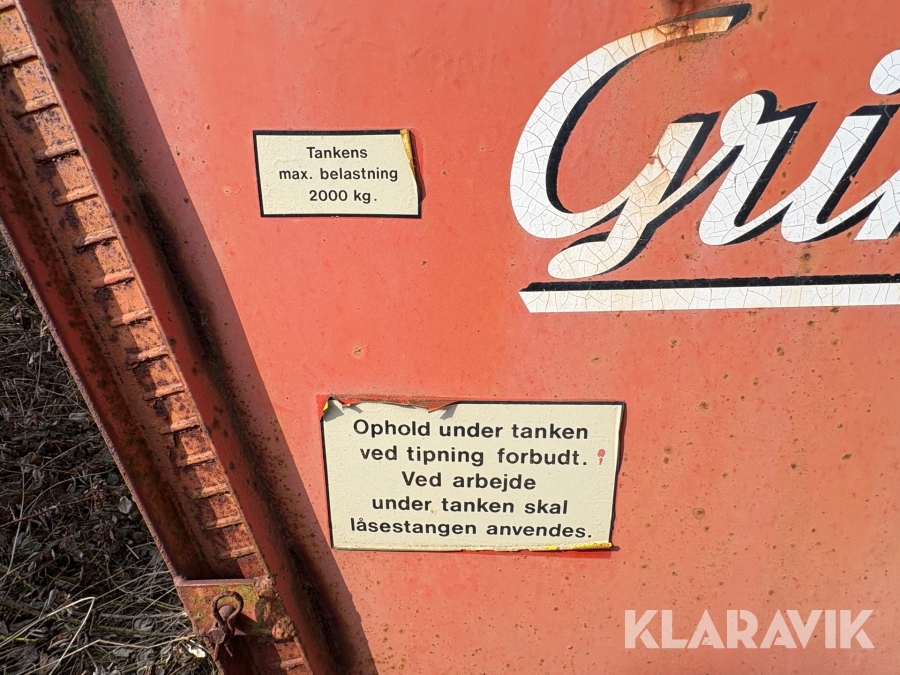 Tankens
max. belastning
2000 kg.
Gri
Ophold under tanken
ved tipning forbudt.
Ved arbejde
under tanken skal
låsestangen anvendes.
KLARAVIK